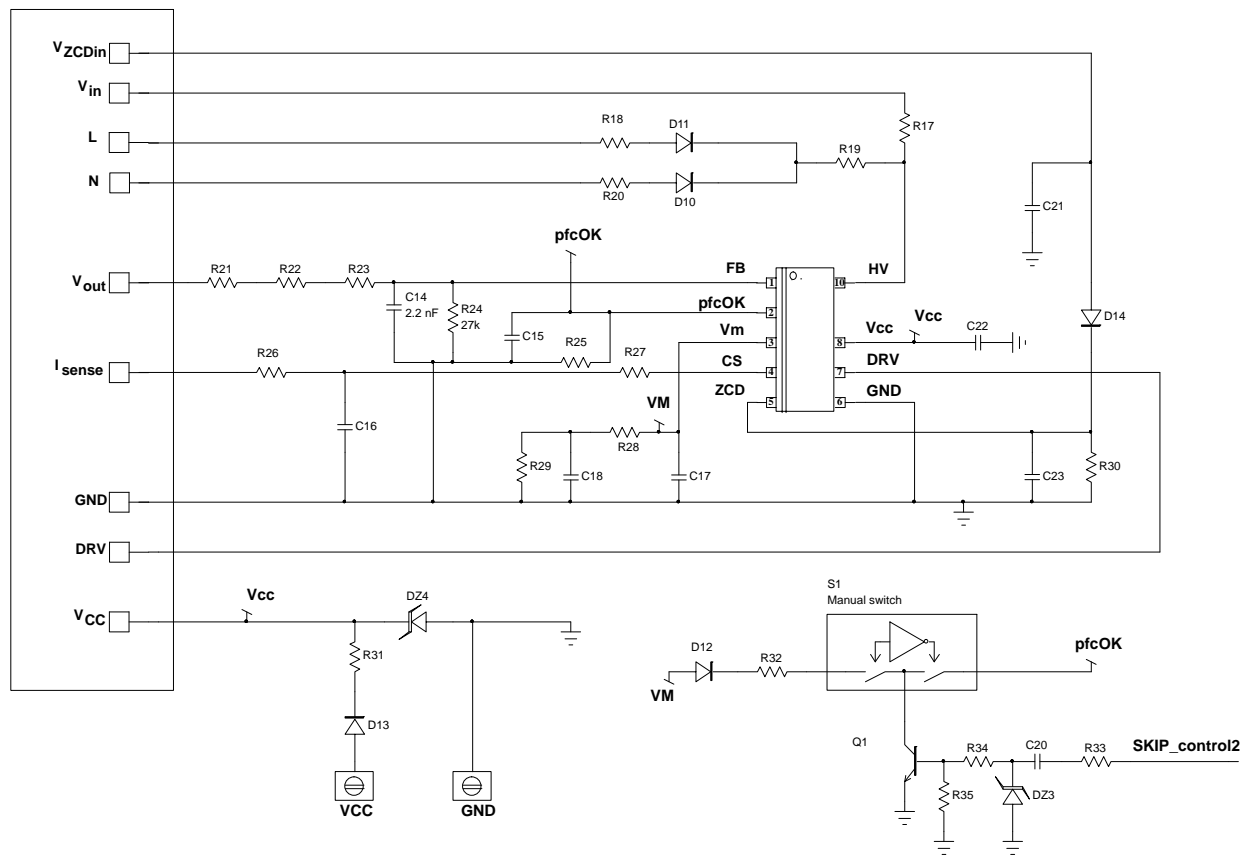 VZCDin
Vin
L
R18
D11
R17
R19
N
R20
D10
C21
pfcOK
Vout
R21
R22
R23
FB
1
10
HV
C14
2.2 nF
R24
27k
pfcOK
2
C15
Vcc
C22
D14
Vm
3
8
Vcc
R25
Isense
R26
R27
CS
4
7
DRV
ZCD
5
6
GND
VM
C16
R28
R29
C18
C17
C23
R30
GND
DRV
S1
Manual switch
VCC
Vcc
DZ4
R31
D12
R32
pfcOK
VM
D13
Q1
R34
C20
R33
SKIP_control2
R35
DZ3
VCC
GND